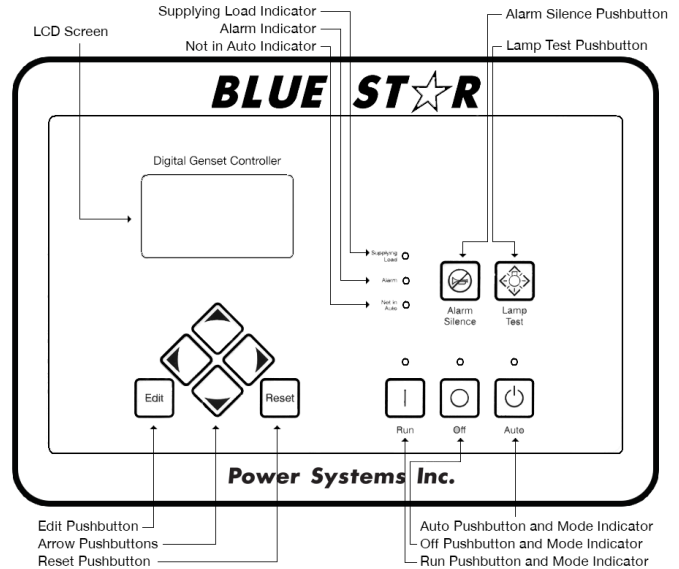 Supplying Load Indicator
Alarm Indicator
Not in Auto Indicator
LCD Screen
Alarm Silence Pushbutton
Lamp Test Pushbutton
BLUE ST☆R
Digital Genset Controller
Supplying
Load
Alarm
Not in
Auto
Alarm
Silence
Lamp
Test
Edit
Reset
Run
Off
Auto
Power Systems Inc.
Edit Pushbutton
Arrow Pushbuttons
Reset Pushbutton
Auto Pushbutton and Mode Indicator
Off Pushbutton and Mode Indicator
Run Pushbutton and Mode Indicator